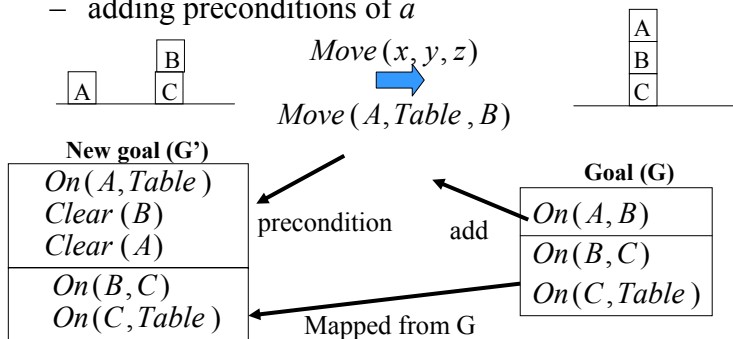 – adding preconditions of a
B
A
C
Move(x, y, z)
Move(A,Table,B)
A
B
C
New goal (G')
On(A,Table)
Clear(B)
Clear(A)
On(B,C)
On(C,Table)
precondition
add
Mapped from G
Goal (G)
On(A,B)
On(B,C)
On(C,Table)